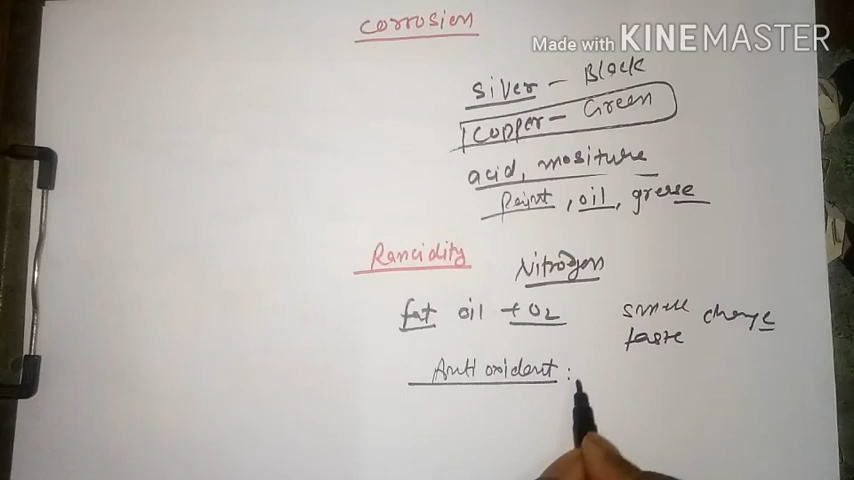 Corrosion
Made with KINEMASTER
Silver - Black
Copper - Green
acid, mositure
Paint, oil, grese
Rancidity
Nitrogen
fat oil + O2
smell change
taste
Anti oxident :